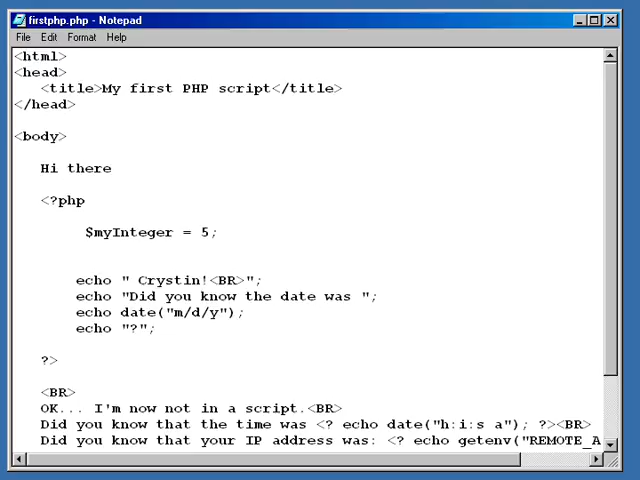 firstphp.php - Notepad
File Edit Format Help
<html>
<head>
<title>My first PHP script</title>
</head>
<body>
Hi there
<?php
$myInteger = 5;
echo " Crystin!<BR>";
echo "Did you know the date was ";
echo date("m/d/y");
echo "?";
?>
<BR>
OK... I'm now not in a script.<BR>
Did you know that the time was <? echo date("h:i:s a"); ?><BR>
Did you know that your IP address was: <? echo getenv("REMOTE_A